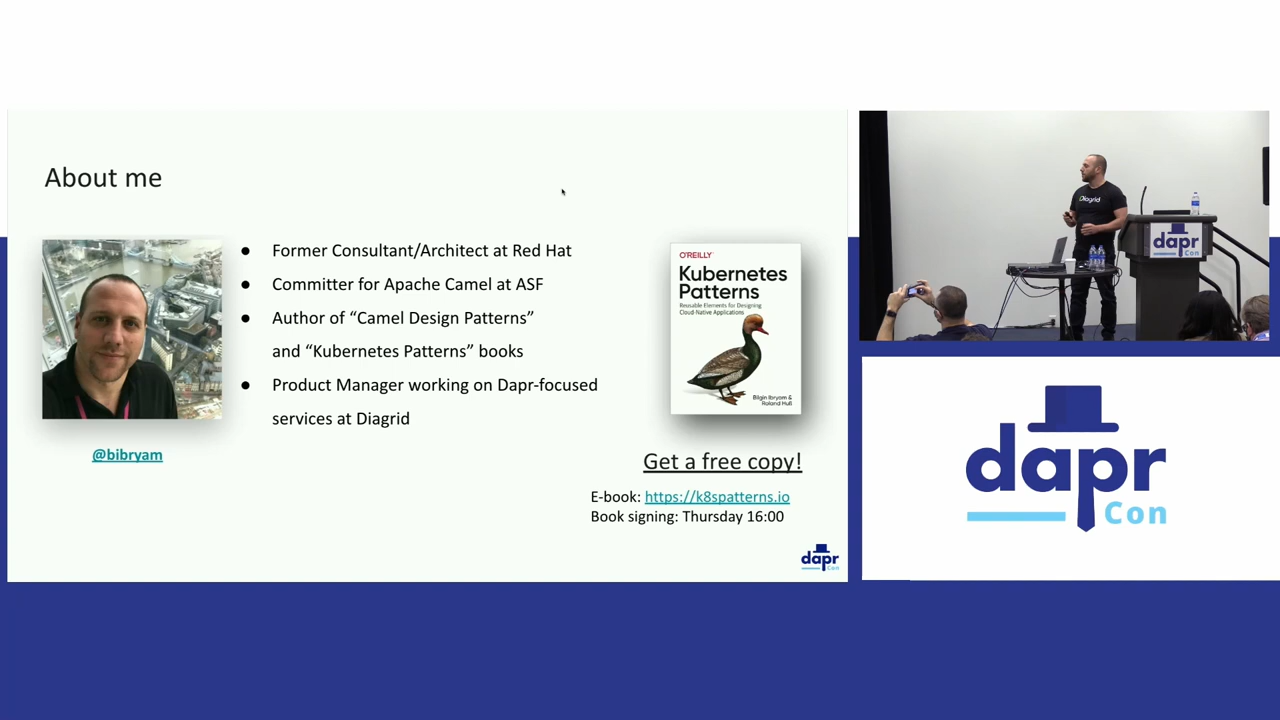 About me
● Former Consultant/Architect at Red Hat
● Committer for Apache Camel at ASF
● Author of “Camel Design Patterns”
and “Kubernetes Patterns” books
● Product Manager working on Dapr-focused
services at Diagrid
@bibryam
O'REILLY
Kubernetes
Patterns
Reusable Elements for Designing
Cloud-Native Applications
Bilgin Ibryam &
Roland Huß
Get a free copy!
E-book: https://k8spatterns.io
Book signing: Thursday 16:00
dapr
Con
Diagrid
dapr
Con
dapr
Con